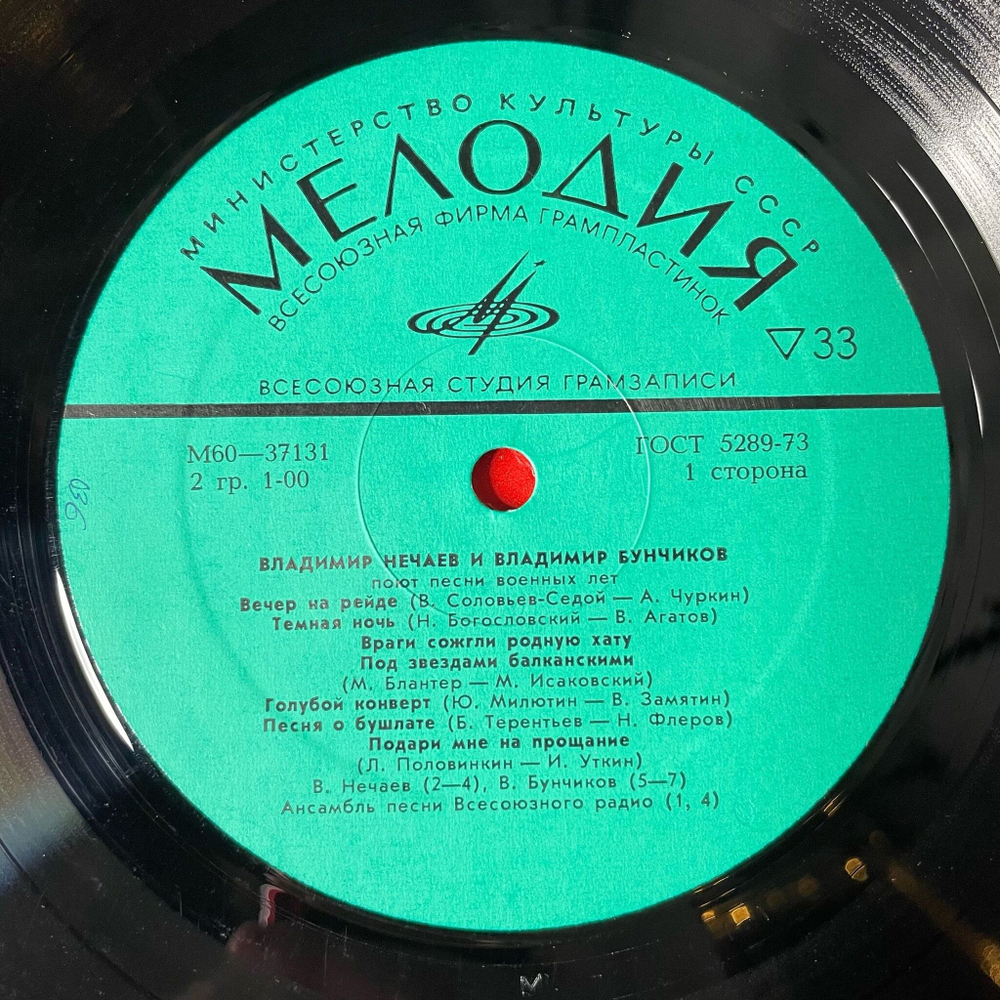 МИНИСТЕРСТВО КУЛЬТУРЫ СССР
МЕЛОДИЯ
ВСЕСОЮЗНАЯ ФИРМА ГРАМПЛАСТИНОК
▽33
ВСЕСОЮЗНАЯ СТУДИЯ ГРАМЗАПИСИ
М60—37131
ГОСТ 5289-73
2 гр. 1-00
1 сторона
ВЛАДИМИР НЕЧАЕВ И ВЛАДИМИР БУНЧИКОВ
поют песни военных лет
Вечер на рейде (В. Соловьев-Седой — А. Чуркин)
Темная ночь (Н. Богословский — В. Агатов)
Враги сожгли родную хату
Под звездами балканскими
(М. Блантер — М. Исаковский)
Голубой конверт (Ю. Милютин — В. Замятин)
Песня о бушлате (Б. Терентьев — Н. Флеров)
Подари мне на прощание
(Л. Половинкин — И. Уткин)
В. Нечаев (2—4), В. Бунчиков (5—7)
Ансамбль песни Всесоюзного радио (1, 4)